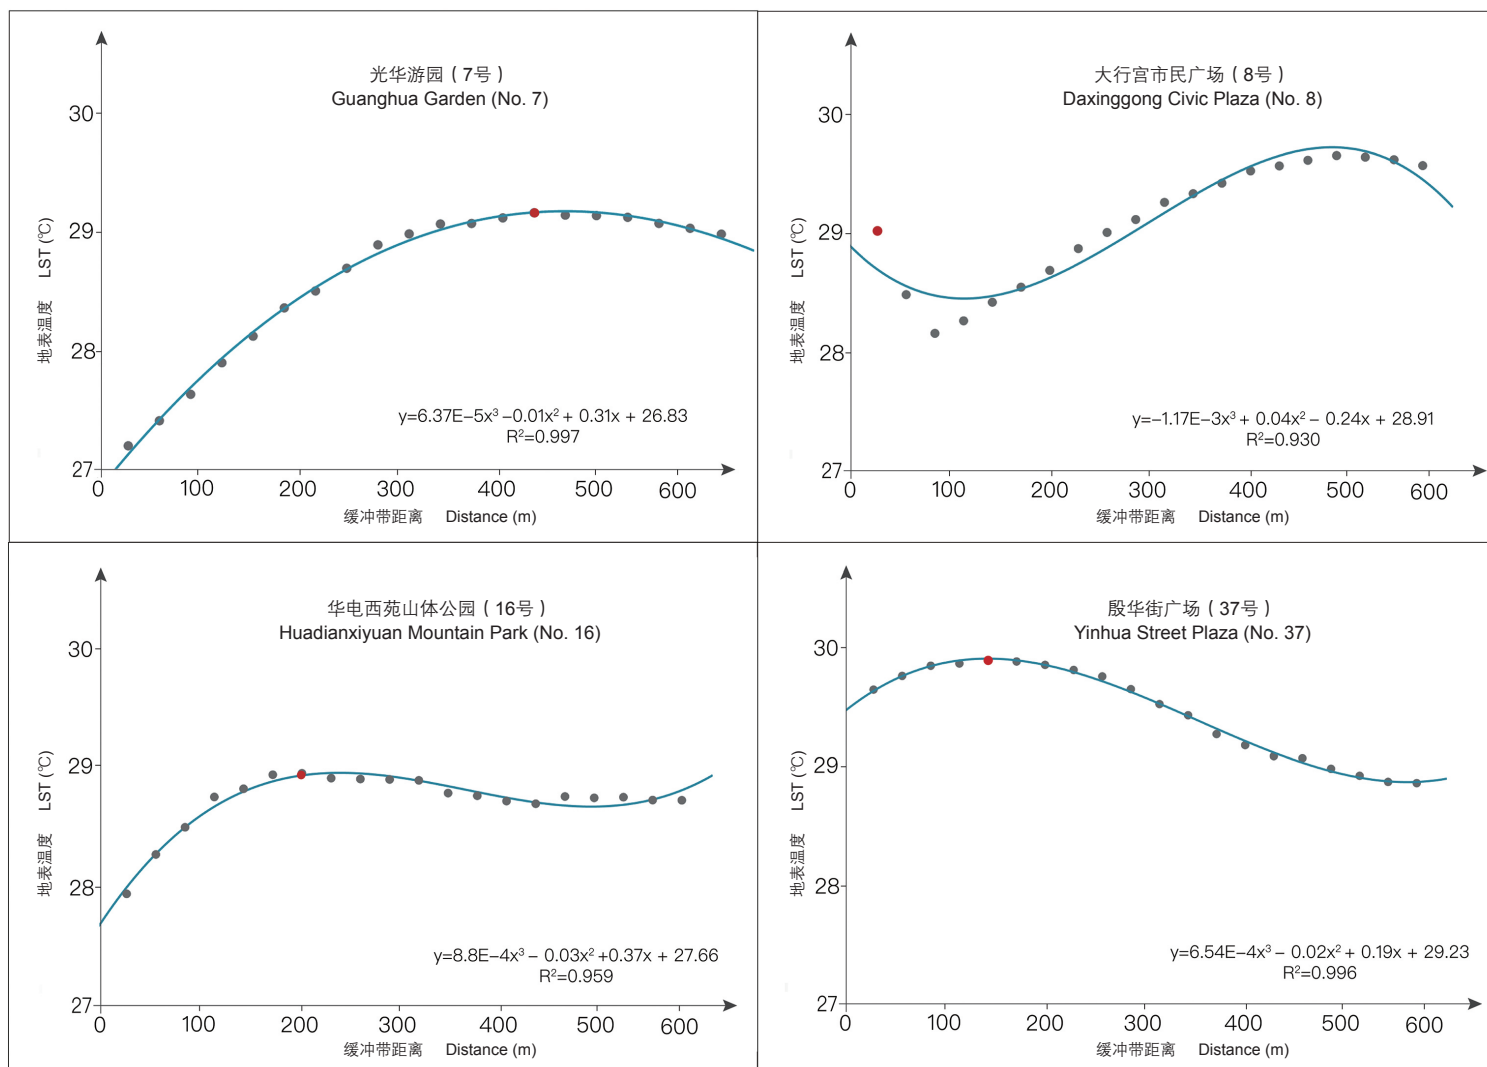 光华游园（7号）
Guanghua Garden (No. 7)
30
29
28
27
地表温度 LST (℃)
y=6.37E−5x³ −0.01x² + 0.31x + 26.83
R²=0.997
0 100 200 300 400 500 600
缓冲带距离 Distance (m)
大行宫市民广场（8号）
Daxinggong Civic Plaza (No. 8)
30
29
28
27
地表温度 LST (℃)
y=−1.17E−3x³ + 0.04x² − 0.24x + 28.91
R²=0.930
0 100 200 300 400 500 600
缓冲带距离 Distance (m)
华电西苑山体公园（16号）
Huadianxiyuan Mountain Park (No. 16)
30
29
28
27
地表温度 LST (℃)
y=8.8E−4x³ − 0.03x² +0.37x + 27.66
R²=0.959
0 100 200 300 400 500 600
缓冲带距离 Distance (m)
殷华街广场（37号）
Yinhua Street Plaza (No. 37)
30
29
28
27
地表温度 LST (℃)
y=6.54E−4x³ − 0.02x² + 0.19x + 29.23
R²=0.996
0 100 200 300 400 500 600
缓冲带距离 Distance (m)